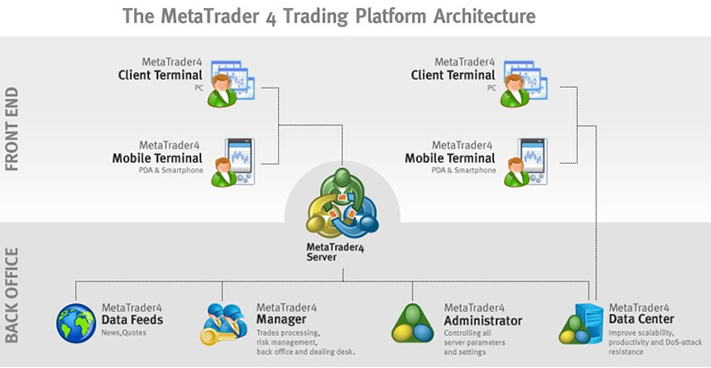 The MetaTrader 4 Trading Platform Architecture
FRONT END
MetaTrader4
Client Terminal
PC
MetaTrader4
Mobile Terminal
PDA & Smartphone
MetaTrader4
Client Terminal
PC
MetaTrader4
Mobile Terminal
PDA & Smartphone
MetaTrader4
Server
BACK OFFICE
MetaTrader4
Data Feeds
News,Quotes
MetaTrader4
Manager
Trades processing,
risk management,
back office and dealing desk.
MetaTrader4
Administrator
Controlling all
server parameters
and settings
MetaTrader4
Data Center
Improve scalability,
productivity and DoS-attack
resistance